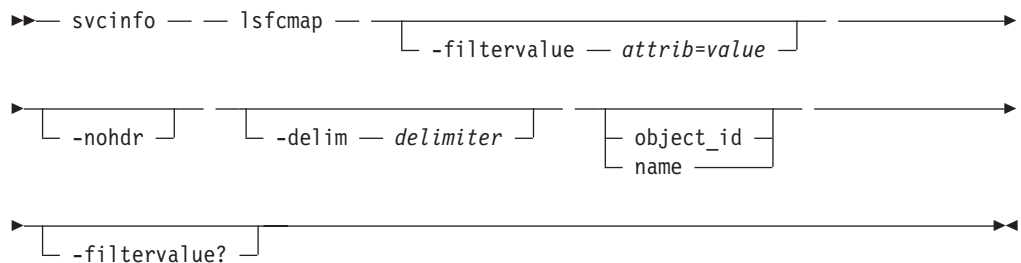 svcinfo lsfcmap
-filtervalue attrib=value
-nohdr -delim delimiter object_id
name
-filtervalue?